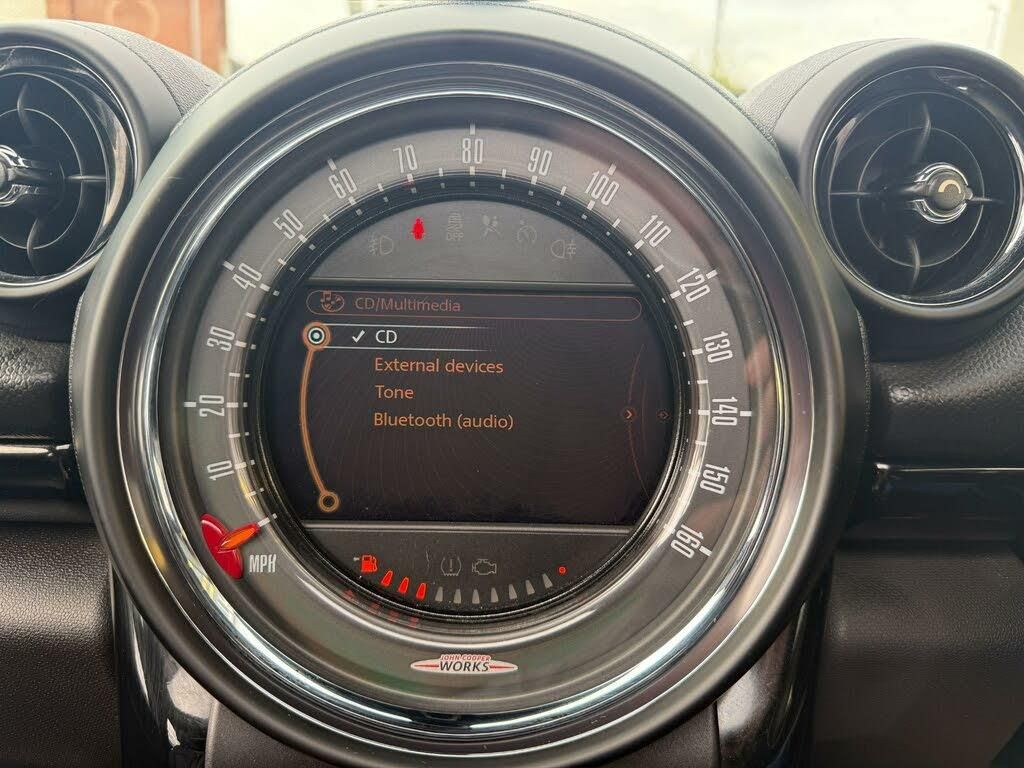 10
20
30
40
50
60
70
80
90
100
110
120
130
140
150
160
MPH
CD/Multimedia
CD
External devices
Tone
Bluetooth (audio)
JOHN COOPER
WORKS